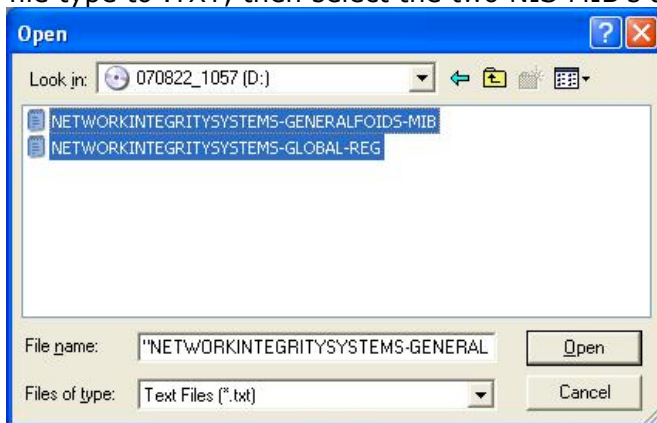 file type to .TXT, then select the two NIS MIB's
Open
Look in: 070822_1057 (D:)
NETWORKINTEGRITYSYSTEMS-GENERALFOIDS-MIB
NETWORKINTEGRITYSYSTEMS-GLOBAL-REG
File name: "NETWORKINTEGRITYSYSTEMS-GENERAL Open
Files of type: Text Files (*.txt) Cancel